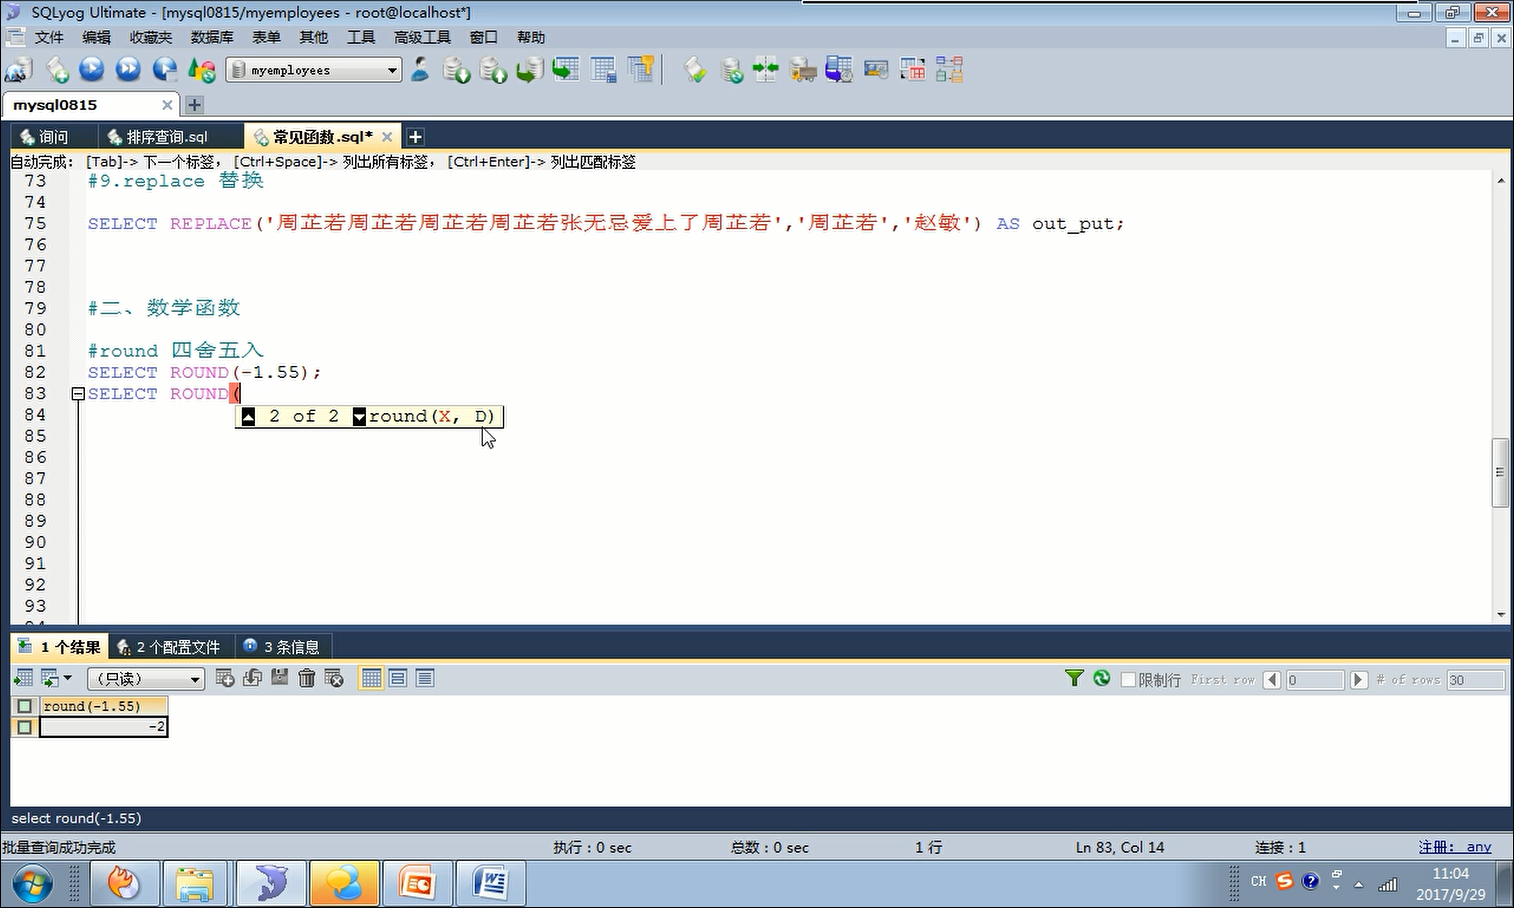 SQLyog Ultimate - [mysql0815/myemployees - root@localhost*]
文件 编辑 收藏夹 数据库 表单 其他 工具 高级工具 窗口 帮助
myemployees
mysql0815
询问 排序查询.sql 常见函数.sql*
自动完成： [Tab]-> 下一个标签， [Ctrl+Space]-> 列出所有标签， [Ctrl+Enter]-> 列出匹配标签
73 #9.replace 替换
74
75 SELECT REPLACE('周芷若周芷若周芷若周芷若张无忌爱上了周芷若','周芷若','赵敏') AS out_put;
76
77
78
79 #二、数学函数
80
81 #round 四舍五入
82 SELECT ROUND(-1.55);
83 SELECT ROUND(
84 2 of 2 round(X, D)
85
86
87
88
89
90
91
92
93
1 个结果 2 个配置文件 3 条信息
（只读） 限制行 First row 0 # of rows 30
round(-1.55)
-2
select round(-1.55)
批量查询成功完成 执行：0 sec 总数：0 sec 1 行 Ln 83, Col 14 连接：1 注册: any
CH 11:04
2017/9/29